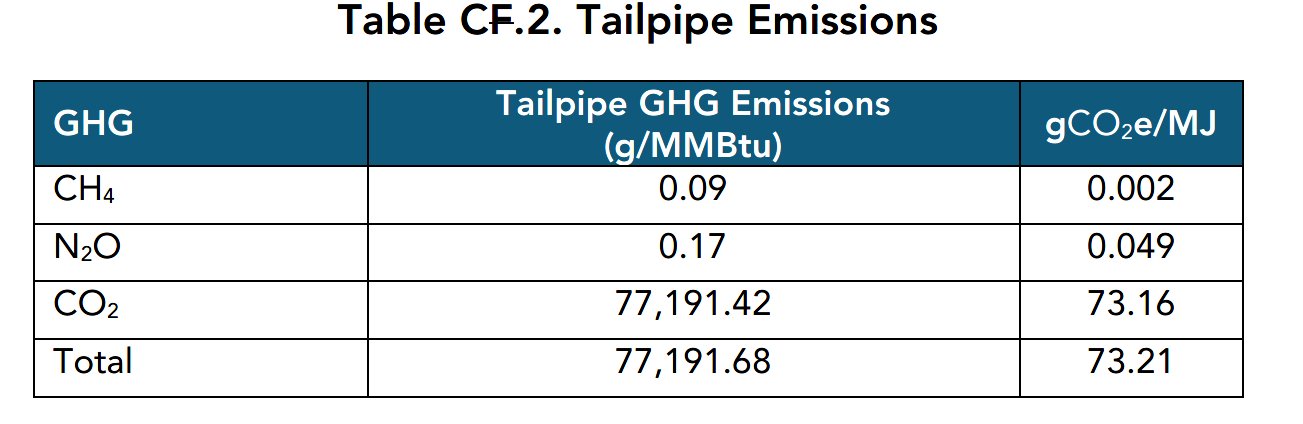 Table CF.2. Tailpipe Emissions
GHG
Tailpipe GHG Emissions
(g/MMBtu)
gCO₂e/MJ
CH₄ 0.09 0.002
N₂O 0.17 0.049
CO₂ 77,191.42 73.16
Total 77,191.68 73.21